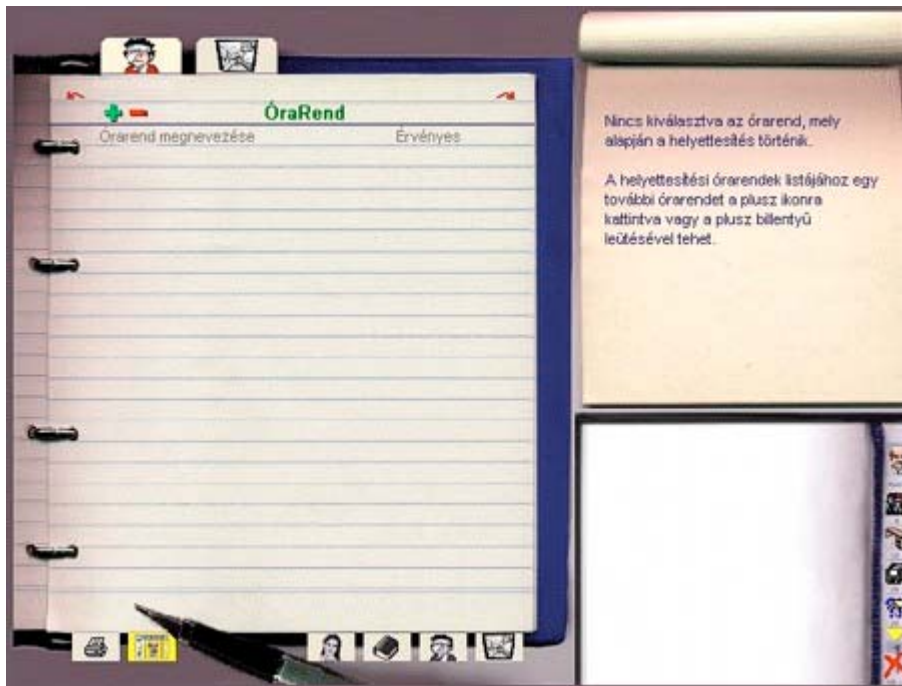 ÓraRend
Órarend megnevezése Érvényes
Nincs kiválasztva az órarend, mely
alapján a helyettesítés történik.
A helyettesítési órarendek listájához egy
további órarendet a plusz ikonra
kattintva vagy a plusz billentyű
leütésével tehet.